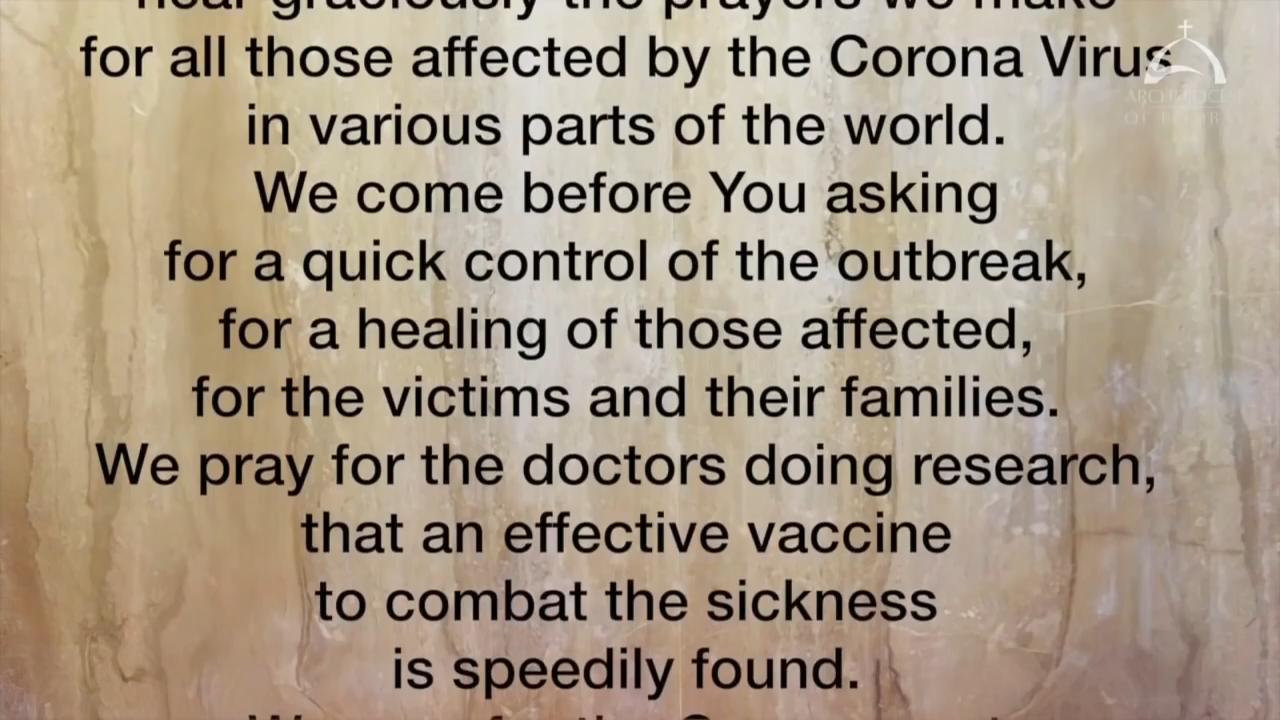 hear graciously the prayers we make
for all those affected by the Corona Virus
in various parts of the world.
We come before You asking
for a quick control of the outbreak,
for a healing of those affected,
for the victims and their families.
We pray for the doctors doing research,
that an effective vaccine
to combat the sickness
is speedily found.